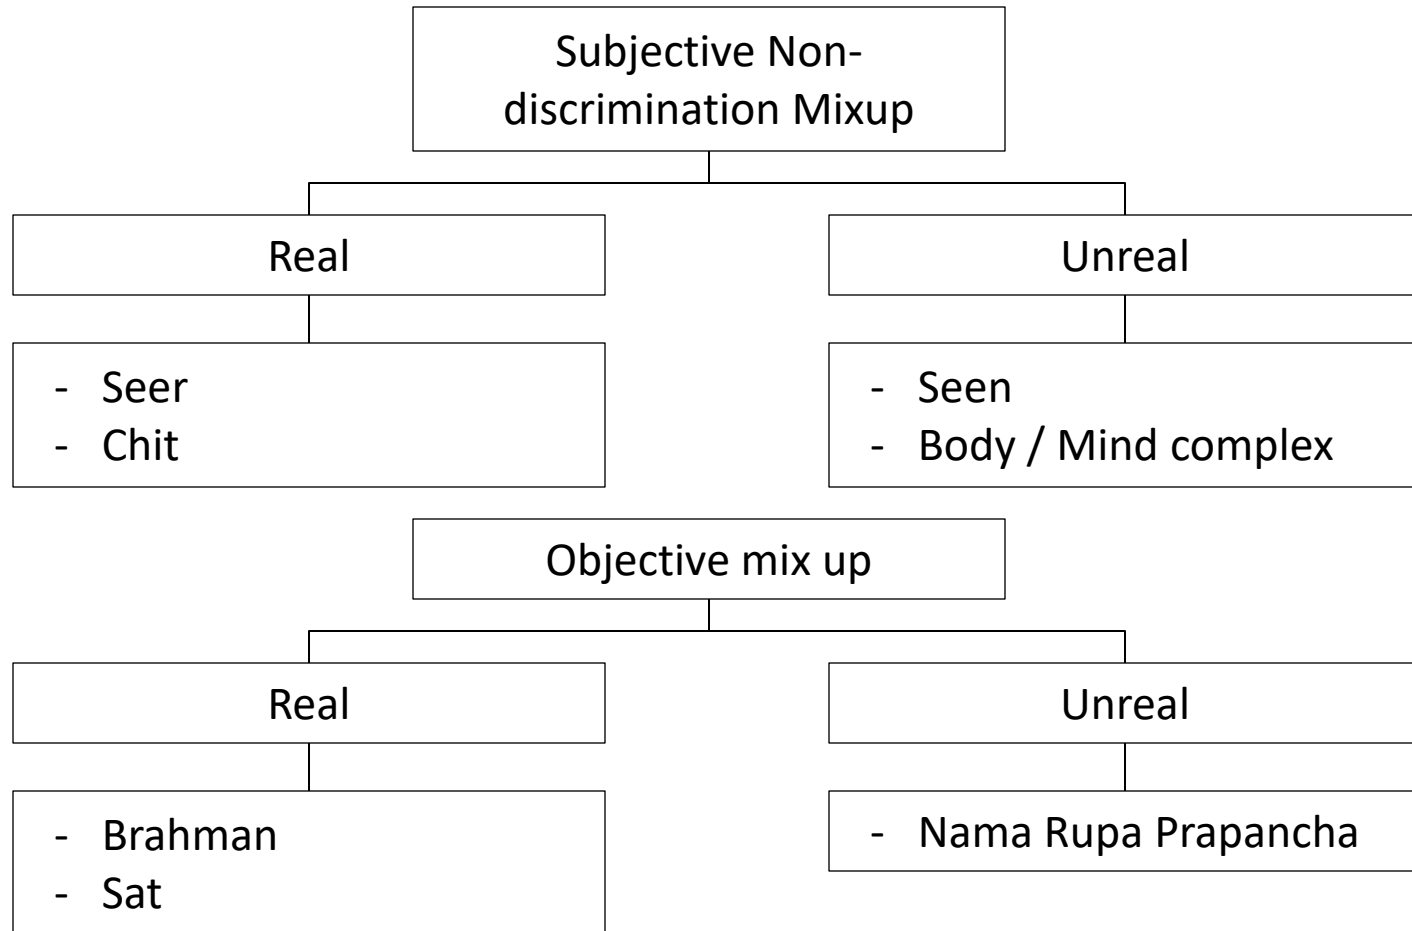 Subjective Non-
discrimination Mixup
Real
Unreal
- Seer
- Chit
- Seen
- Body / Mind complex
Objective mix up
Real
Unreal
- Brahman
- Sat
- Nama Rupa Prapancha